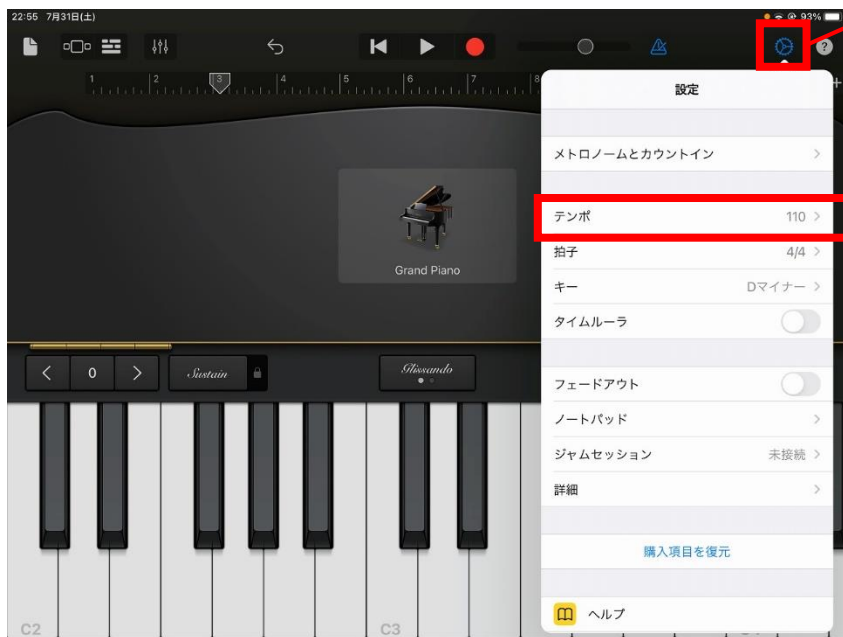 22:55 7月31日(土)
93%
?
1 2 3 4 5 6 7 8
+
設定
メトロノームとカウントイン
テンポ 110
拍子 4/4
キー Dマイナー
タイムルーラ
Grand Piano
0
Sustain
Glissando
フェードアウト
ノートパッド
ジャムセッション 未接続
詳細
購入項目を復元
ヘルプ
C2
C3